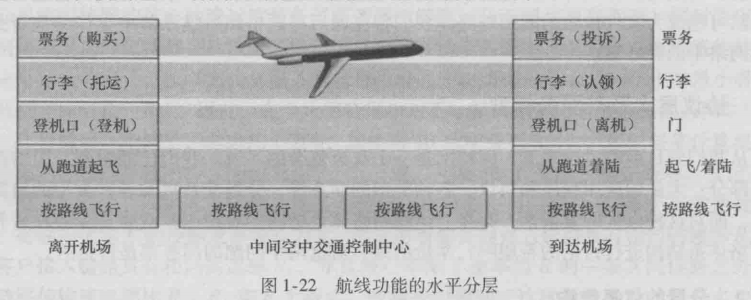 票务（购买） 票务（投诉） 票务
行李（托运） 行李（认领） 行李
登机口（登机） 登机口（离机） 门
从跑道起飞 从跑道着陆 起飞/着陆
按路线飞行 按路线飞行 按路线飞行 按路线飞行 按路线飞行
离开机场 中间空中交通控制中心 到达机场
图 1-22 航线功能的水平分层